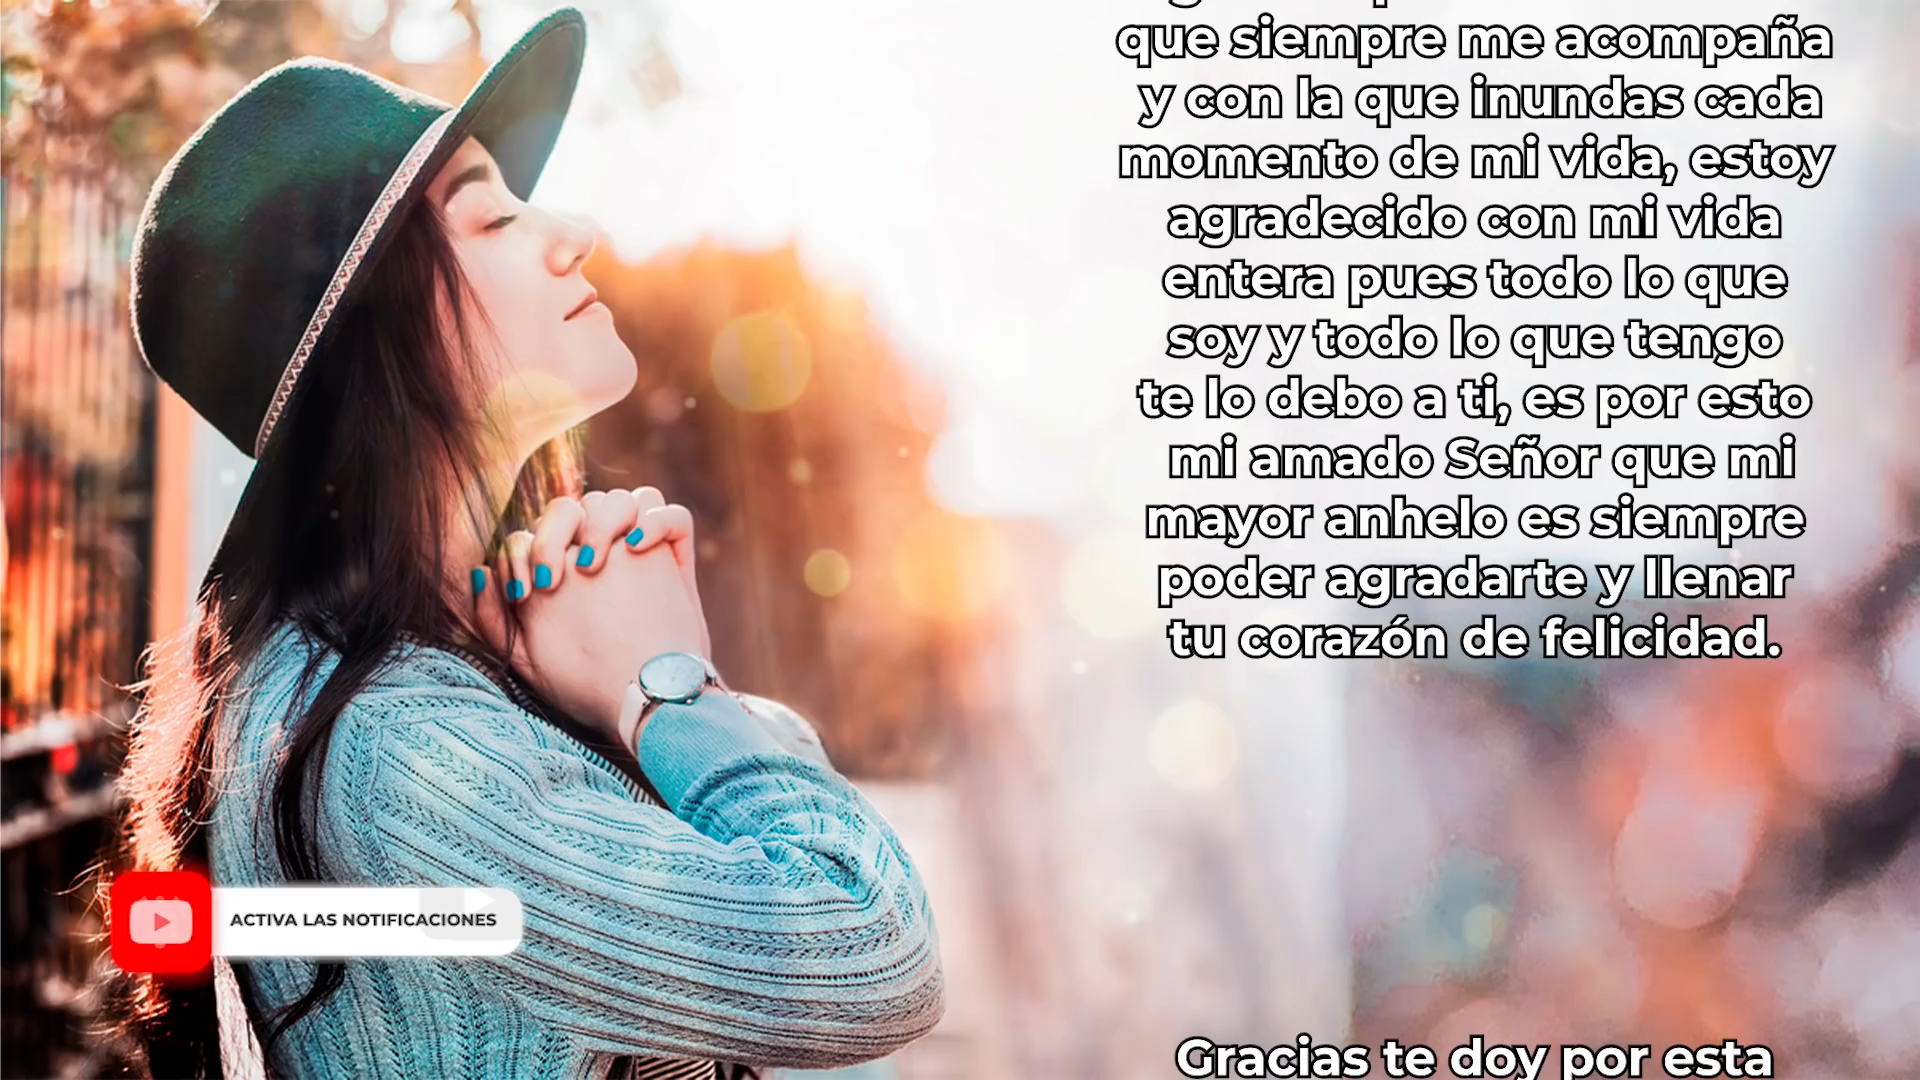 que siempre me acompaña
y con la que inundas cada
momento de mi vida, estoy
agradecido con mi vida
entera pues todo lo que
soy y todo lo que tengo
te lo debo a ti, es por esto
mi amado Señor que mi
mayor anhelo es siempre
poder agradarte y llenar
tu corazón de felicidad.
ACTIVA LAS NOTIFICACIONES
Gracias te doy por esta